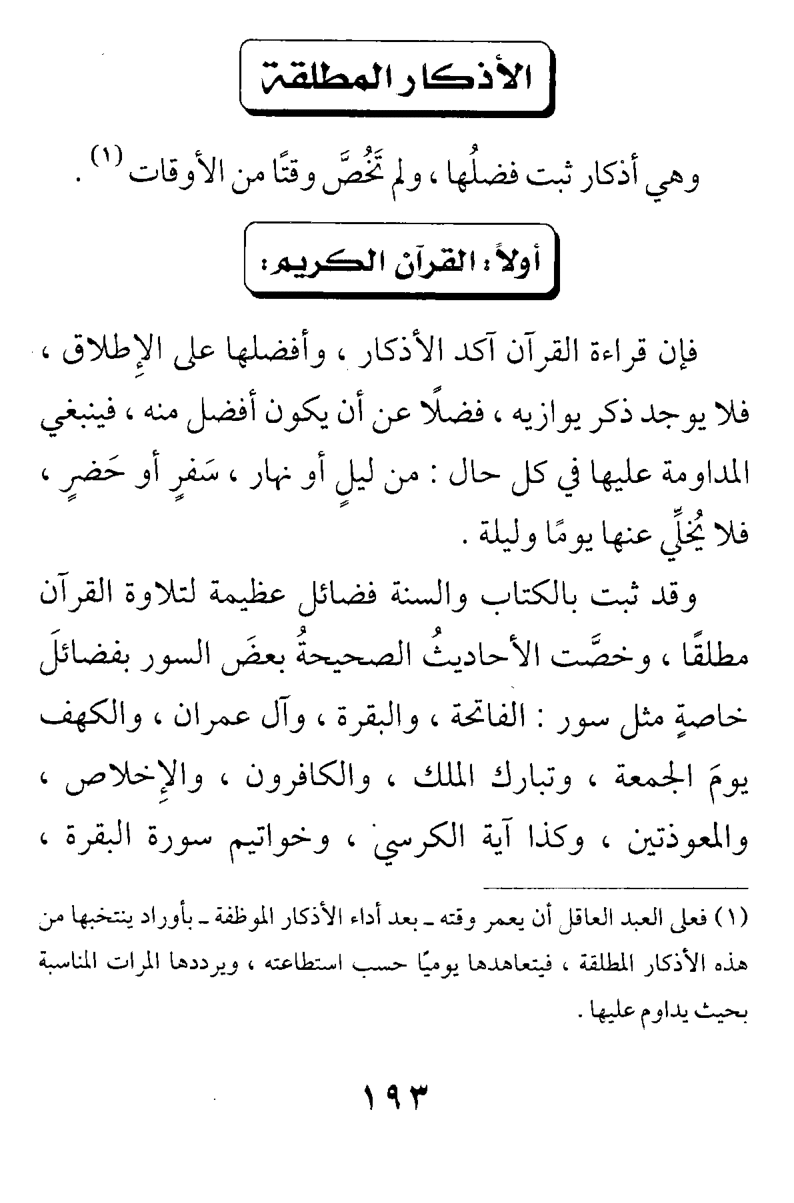 الأذكار المطلقة
وهي أذكار ثبت فضلُها ، ولم تَخُصَّ وقتًا من الأوقات (١) .
أولاً: القرآن الكريم:
فإن قراءة القرآن آكد الأذكار ، وأفضلها على الإِطلاق ،
فلا يوجد ذكر يوازيه ، فضلًا عن أن يكون أفضل منه ، فينبغي
المداومة عليها في كل حال : من ليلٍ أو نهار ، سَفرٍ أو حَضرٍ ،
فلا يُخلِّي عنها يومًا وليلة .
وقد ثبت بالكتاب والسنة فضائل عظيمة لتلاوة القرآن
مطلقًا ، وخصَّت الأحاديثُ الصحيحةُ بعضَ السور بفضائلَ
خاصةٍ مثل سور : الفاتحة ، والبقرة ، وآل عمران ، والكهف
يومَ الجمعة ، وتبارك الملك ، والكافرون ، والإِخلاص ،
والمعوذتين ، وكذا آية الكرسي ، وخواتيم سورة البقرة ،
(١) فعلى العبد العاقل أن يعمر وقته ـ بعد أداء الأذكار الموظفة ـ بأوراد ينتخبها من
هذه الأذكار المطلقة ، فيتعاهدها يوميًا حسب استطاعته ، ويرددها المرات المناسبة
بحيث يداوم عليها .
١٩٣